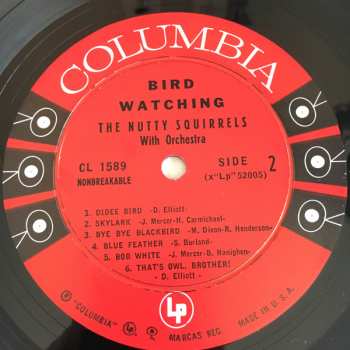 COLUMBIA
BIRD
WATCHING
THE NUTTY SQUIRRELS
With Orchestra
CL 1589
NONBREAKABLE
SIDE 2
(x"Lp" 52005)
1. DIDEE BIRD -D. Elliott-
2. SKYLARK -J. Mercer-H. Carmichael-
3. BYE BYE BLACKBIRD -M. Dixon-R. Henderson-
4. BLUE FEATHER -S. Burland-
5. BOB WHITE -J. Mercer-B. Hanighen-
6. THAT'S OWL, BROTHER!
-D. Elliott-
® "COLUMBIA"
LP
MARCAS REG.
MADE IN U.S.A.